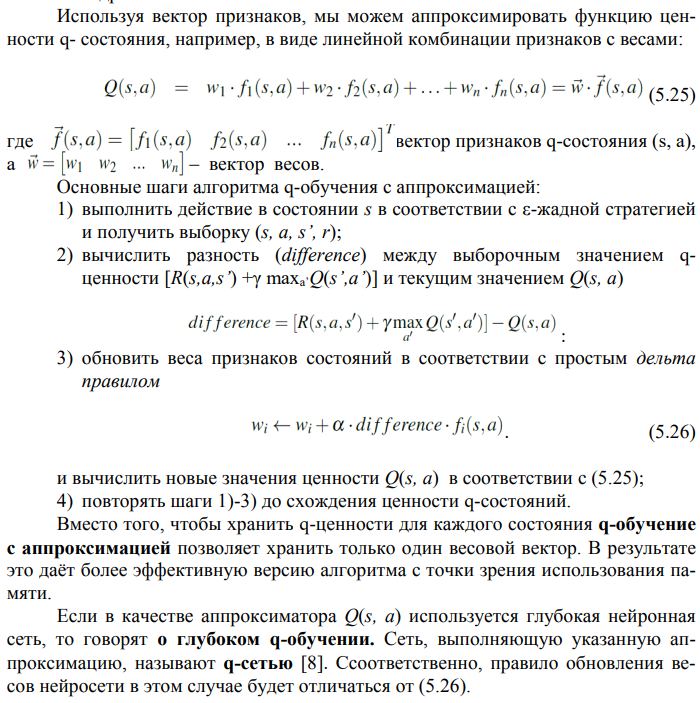 Используя вектор признаков, мы можем аппроксимировать функцию цен-
ности q- состояния, например, в виде линейной комбинации признаков с весами:
Q(s,a) = w₁ · f₁(s,a) + w₂ · f₂(s,a) + … + wₙ · fₙ(s,a) = w⃗ · f⃗(s,a) (5.25)
где f⃗(s,a) = [f₁(s,a) f₂(s,a) ... fₙ(s,a)]ᵀ вектор признаков q-состояния (s, a),
а w⃗ = [w₁ w₂ ... wₙ] – вектор весов.
Основные шаги алгоритма q-обучения с аппроксимацией:
1) выполнить действие в состоянии s в соответствии с ε-жадной стратегией
и получить выборку (s, a, s’, r);
2) вычислить разность (difference) между выборочным значением q-
ценности [R(s,a,s’) +γ maxa’Q(s’,a’)] и текущим значением Q(s, a)
difference = [R(s,a,s′) + γ max Q(s′,a′)] − Q(s,a) :
a′
3) обновить веса признаков состояний в соответствии с простым дельта
правилом
wᵢ ← wᵢ + α · difference · fᵢ(s,a). (5.26)
и вычислить новые значения ценности Q(s, a) в соответствии с (5.25);
4) повторять шаги 1)-3) до схождения ценности q-состояний.
Вместо того, чтобы хранить q-ценности для каждого состояния q-обучение
с аппроксимацией позволяет хранить только один весовой вектор. В результате
это даёт более эффективную версию алгоритма с точки зрения использования па-
мяти.
Если в качестве аппроксиматора Q(s, a) используется глубокая нейронная
сеть, то говорят о глубоком q-обучении. Сеть, выполняющую указанную ап-
проксимацию, называют q-сетью [8]. Ссоответственно, правило обновления ве-
сов нейросети в этом случае будет отличаться от (5.26).